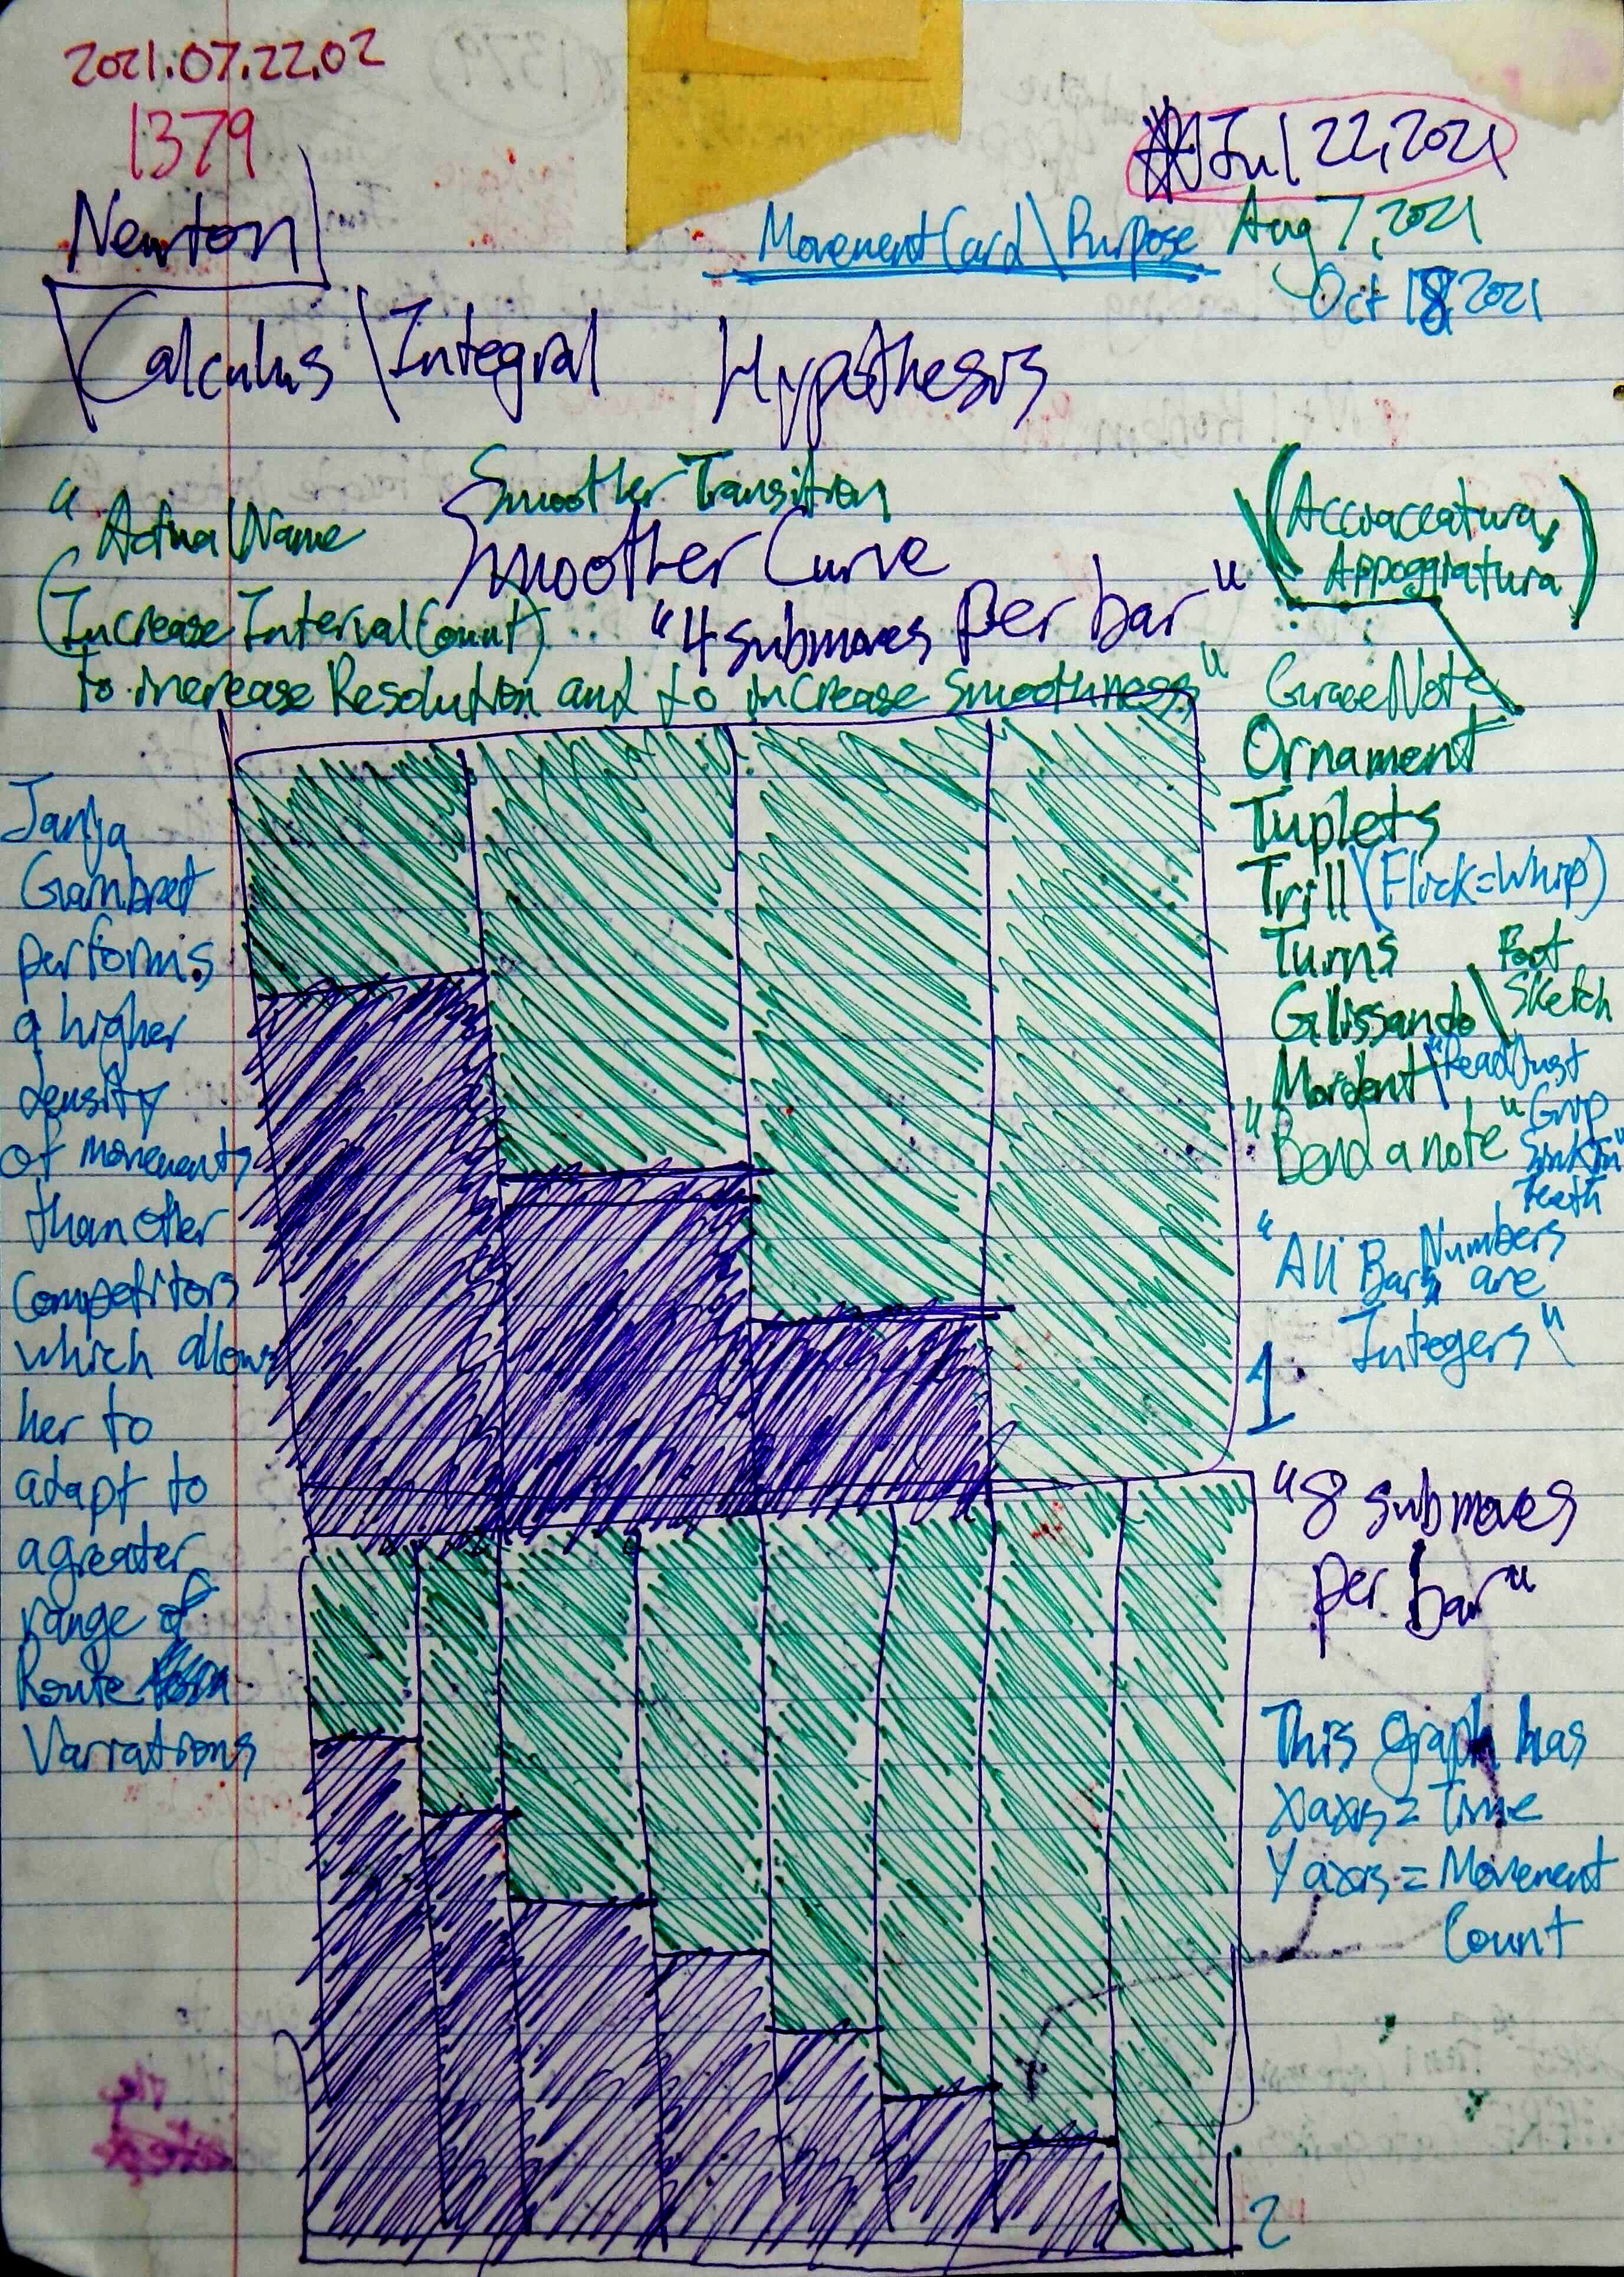 2021.07.22.02
1379
Jul 22, 2021
Newton
MovementCard\Purpose
Aug 7, 2021
Oct 18 2021
Calculus\Integral Hypothesis
Smoother Transition
"Actual Name
Smoother Curve
(Increase Interval Count)
"4 submoves per bar"
to increase Resolution and to increase Smoothness"
(Acciaccatura,
Appoggiatura)
Grace Note
Ornament
Tuplets
Trill (Flick=Whip)
Turns
Glissando\Foot
Sketch
Mordent\"Readjust
Grip
"Bend a note"
Sink in
Teeth
"All Bar Numbers
are
Integers"
1
Janja
Gambret
performs
a higher
density
of movements
than other
Competitors
which allows
her to
adapt to
a greater
range of
Route
Variations
"8 submoves
per bar"
This Graph has
X axis = Time
Y axis = Movement
Count
2